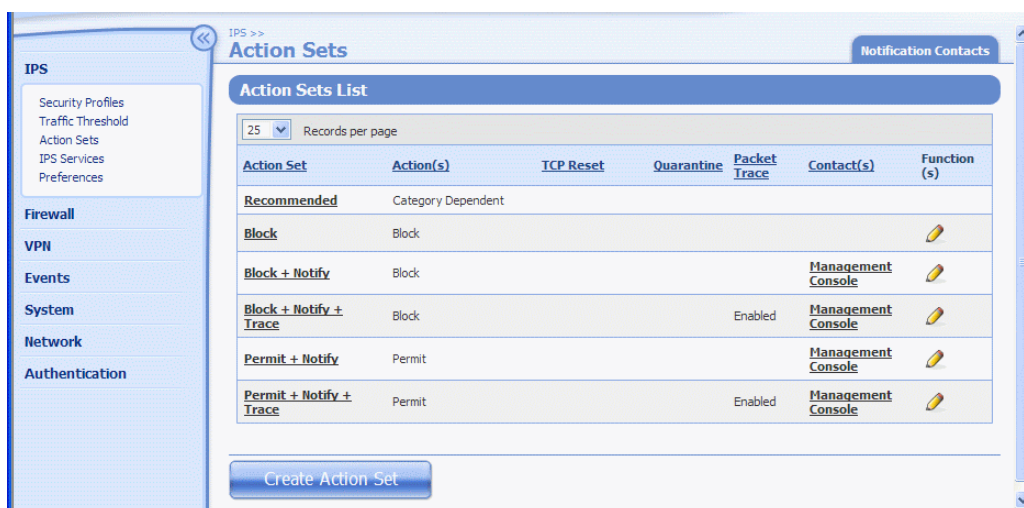 IPS >>
Action Sets
Notification Contacts
IPS
Security Profiles
Traffic Threshold
Action Sets
IPS Services
Preferences
Firewall
VPN
Events
System
Network
Authentication
Action Sets List
25 Records per page
Action Set Action(s) TCP Reset Quarantine Packet Trace Contact(s) Function (s)
Recommended Category Dependent
Block Block
Block + Notify Block Management Console
Block + Notify + Trace Block Enabled Management Console
Permit + Notify Permit Management Console
Permit + Notify + Trace Permit Enabled Management Console
Create Action Set